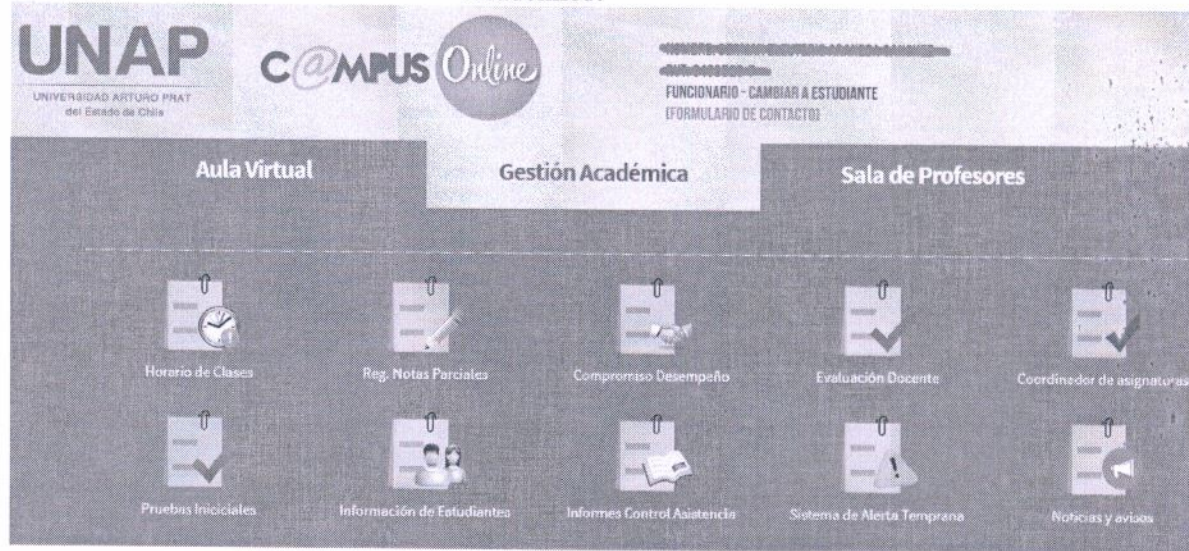 UNAP
UNIVERSIDAD ARTURO PRAT
del Estado de Chile
C@MPUS Online
FUNCIONARIO - CAMBIAR A ESTUDIANTE
[FORMULARIO DE CONTACTO]
Aula Virtual
Gestión Académica
Sala de Profesores
Horario de Clases
Reg. Notas Parciales
Compromiso Desempeño
Evaluación Docente
Coordinador de asignaturas
Pruebas Iniciciales
Información de Estudiantes
Informes Control Asistencia
Sistema de Alerta Temprana
Noticias y avisos